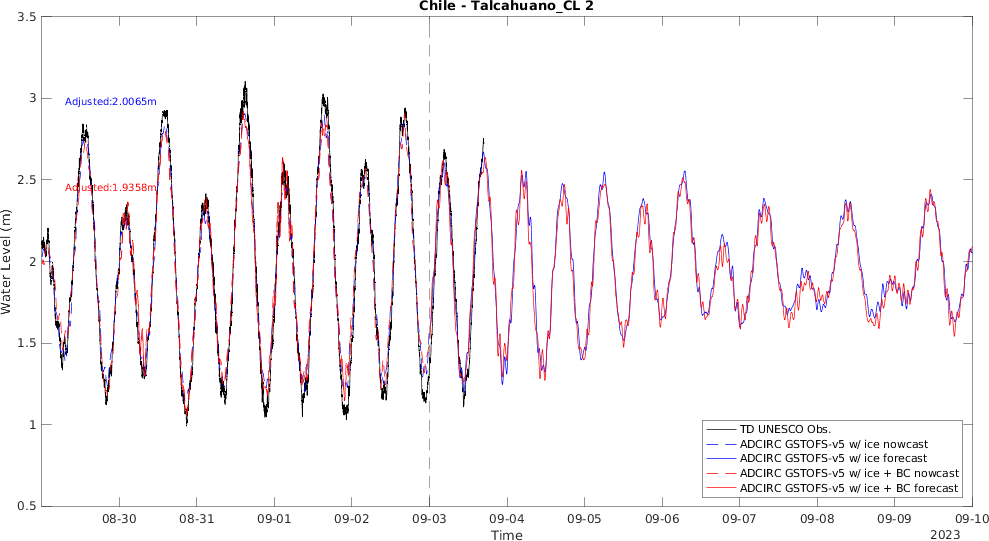 Chile - Talcahuano_CL 2
3.5
3
2.5
2
1.5
1
0.5
Water Level (m)
Adjusted:2.0065m
Adjusted:1.9358m
TD UNESCO Obs.
ADCIRC GSTOFS-v5 w/ ice nowcast
ADCIRC GSTOFS-v5 w/ ice forecast
ADCIRC GSTOFS-v5 w/ ice + BC nowcast
ADCIRC GSTOFS-v5 w/ ice + BC forecast
08-30 08-31 09-01 09-02 09-03 09-04 09-05 09-06 09-07 09-08 09-09 09-10
Time
2023